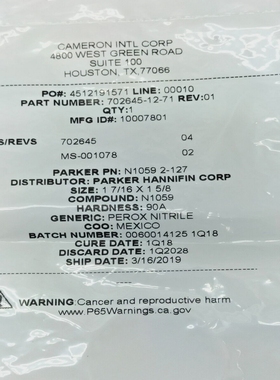 CAMERON INTL CORP
4800 WEST GREEN ROAD
SUITE 100
HOUSTON, TX,77066
PO#: 4512191571 LINE: 00010
PART NUMBER: 702645-12-71 REV:01
QTY:1
MFG ID#: 10007801
S/REVS 702645 04
MS-001078 02
PARKER PN: N1059 2-127
DISTRIBUTOR: PARKER HANNIFIN CORP
SIZE: 1 7/16 X 1 5/8
COMPOUND: N1059
HARDNESS: 90A
GENERIC: PEROX NITRILE
COO: MEXICO
BATCH NUMBER: 0060014125 1Q18
CURE DATE: 1Q18
DISCARD DATE: 1Q2028
SHIP DATE: 3/16/2019
WARNING:Cancer and reproductive harm
www.P65Warnings.ca.gov